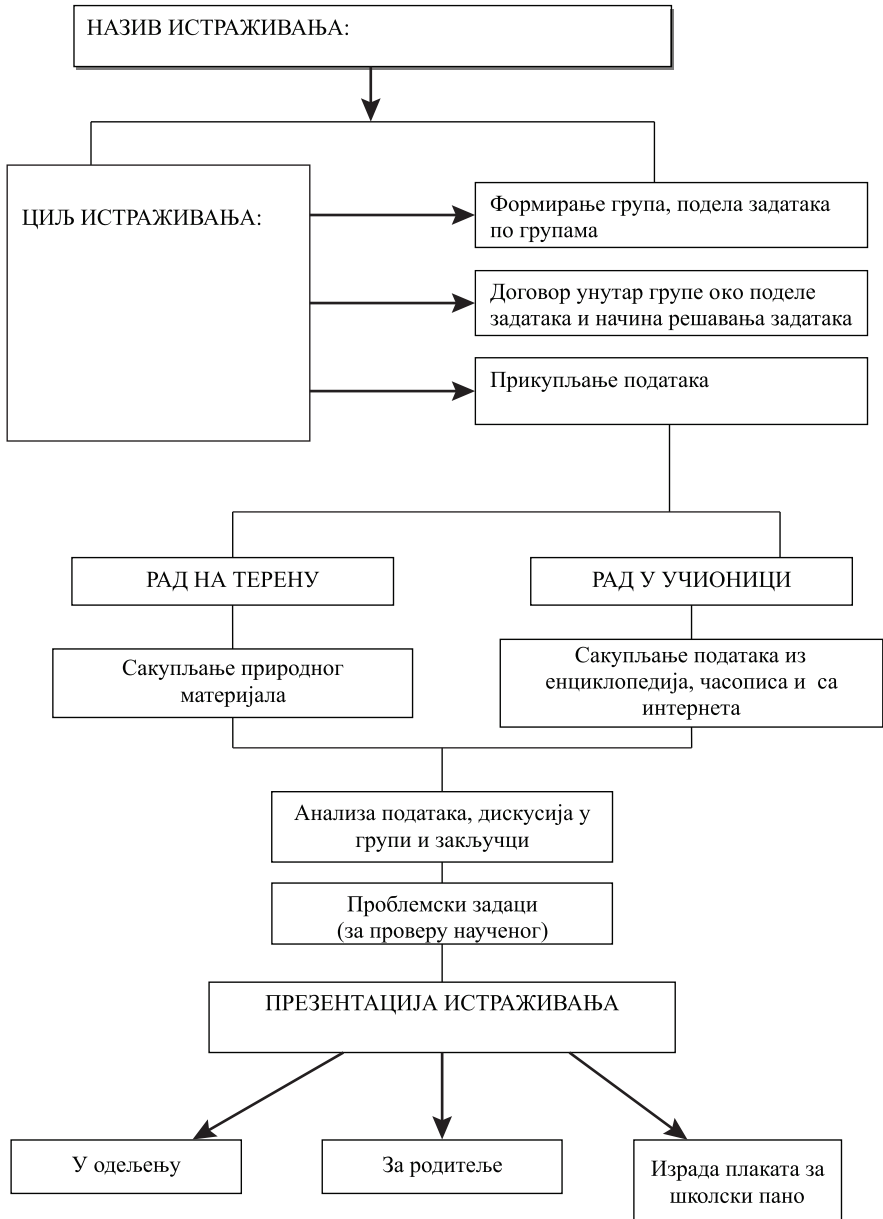 НАЗИВ ИСТРАЖИВАЊА:
ЦИЉ ИСТРАЖИВАЊА:
Формирање група, подела задатака
по групама
Договор унутар групе око поделе
задатака и начина решавања задатака
Прикупљање података
РАД НА ТЕРЕНУ
РАД У УЧИОНИЦИ
Сакупљање природног
материјала
Сакупљање података из
енциклопедија, часописа и са
интернета
Анализа података, дискусија у
групи и закључци
Проблемски задаци
(за проверу наученог)
ПРЕЗЕНТАЦИЈА ИСТРАЖИВАЊА
У одељењу
За родитеље
Израда плаката за
школски пано